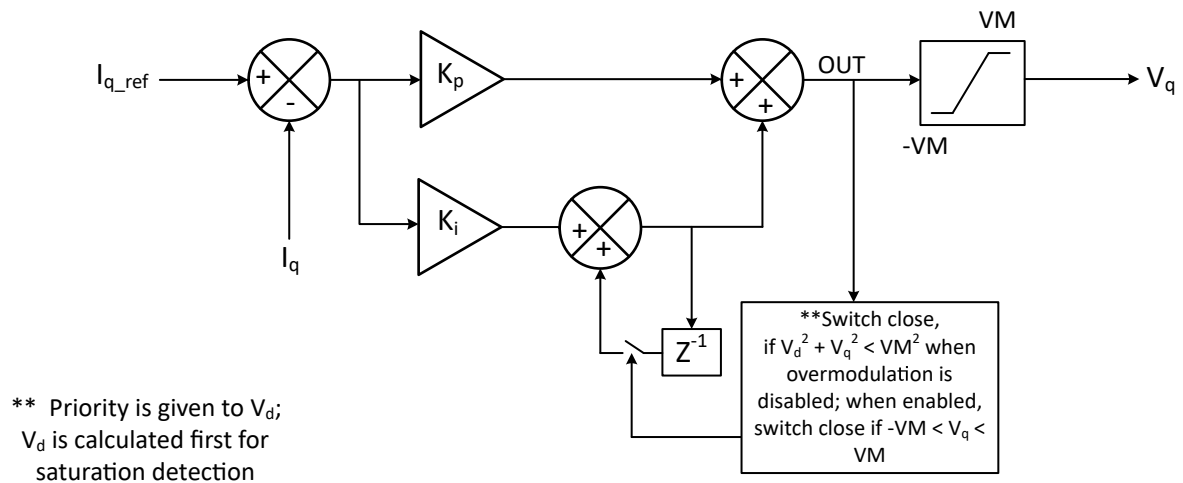 VM
I_{q_ref}
+
-
K_p
+
+
OUT
V_q
-VM
K_i
+
+
I_q
Z^{-1}
**Switch close,
if V_d^2 + V_q^2 < VM^2 when
overmodulation is
disabled; when enabled,
switch close if -VM < V_q <
VM
** Priority is given to V_d;
V_d is calculated first for
saturation detection